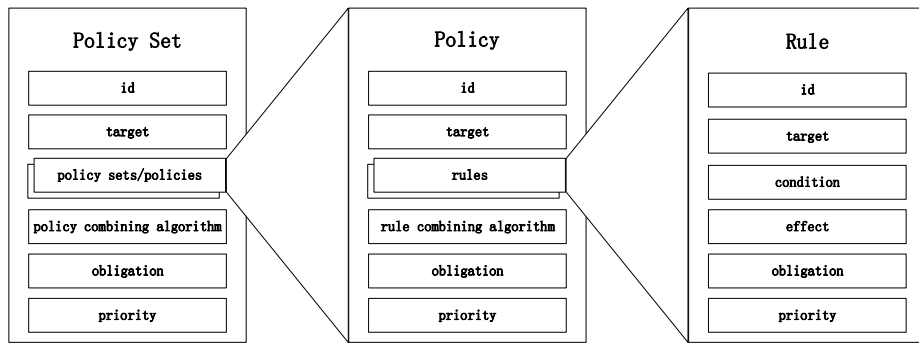 Policy Set
id
target
policy sets/policies
policy combining algorithm
obligation
priority
Policy
id
target
rules
rule combining algorithm
obligation
priority
Rule
id
target
condition
effect
obligation
priority